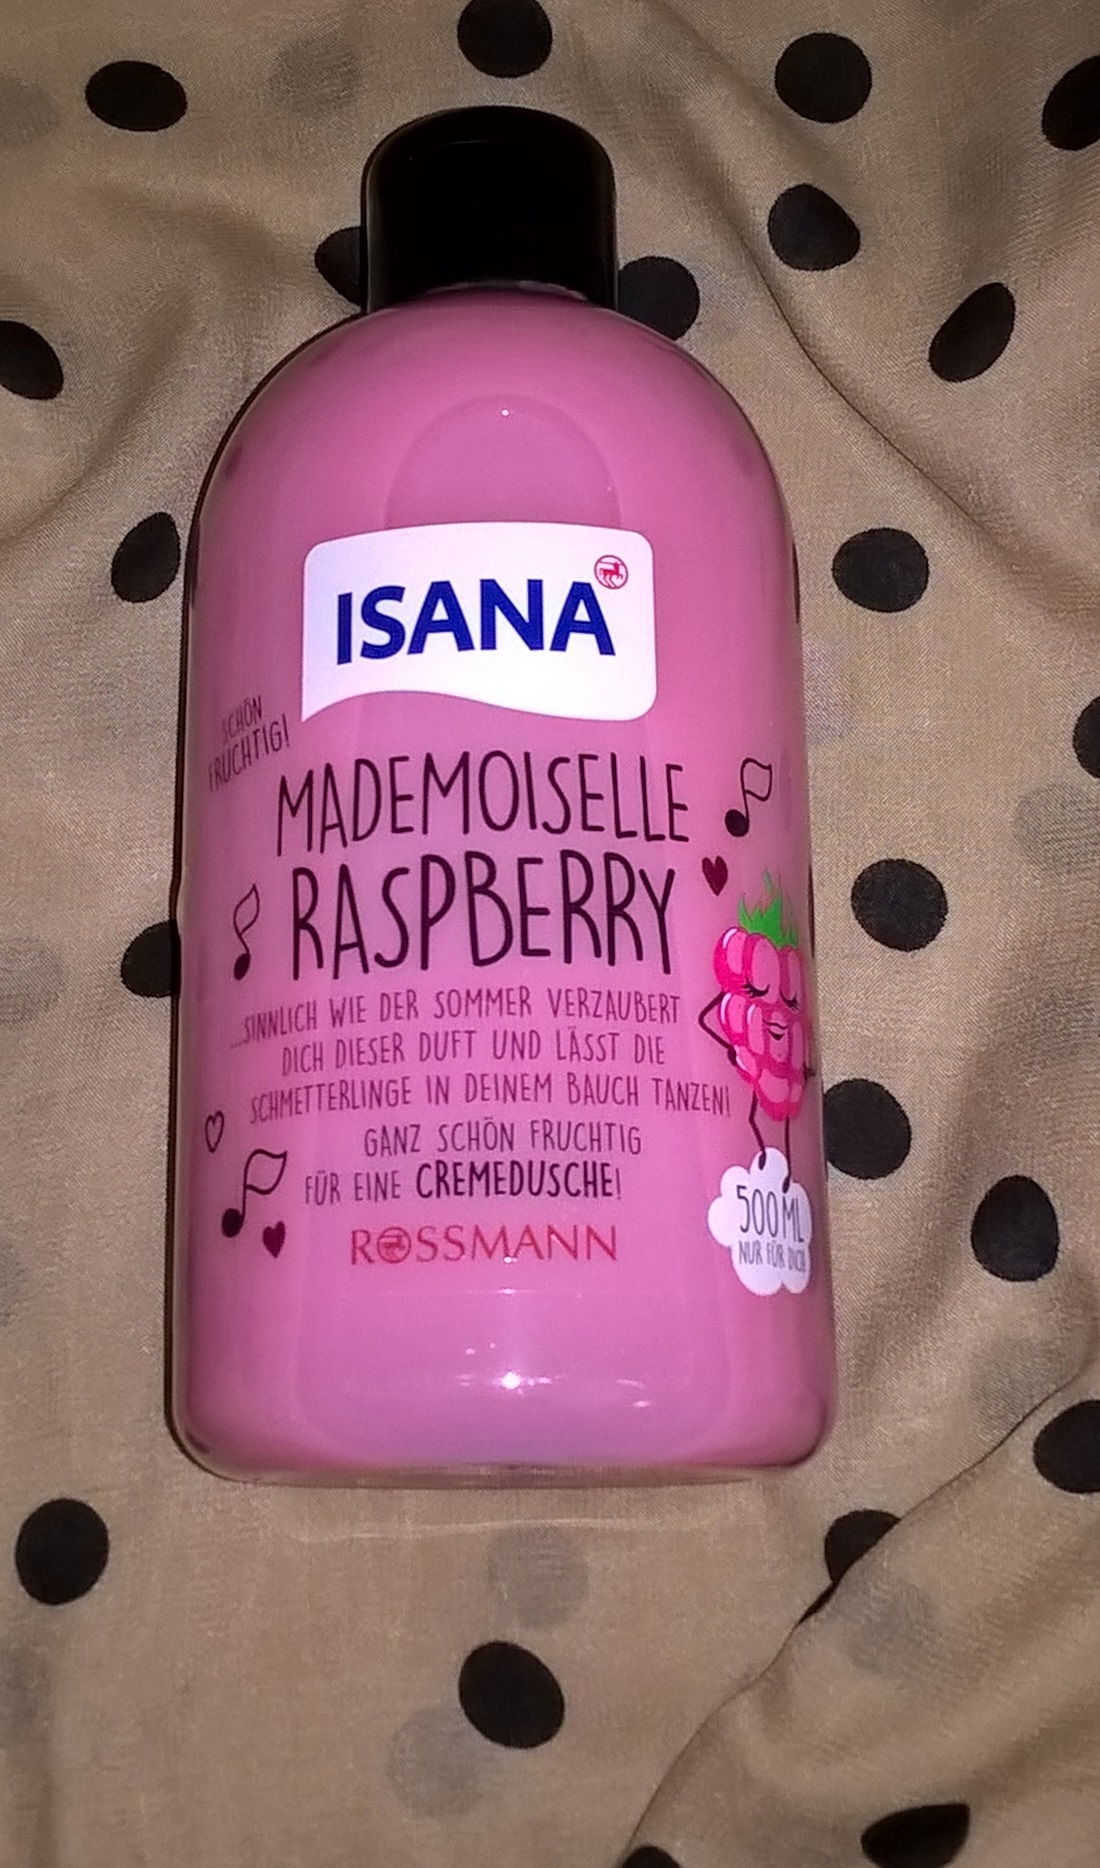 ISANA
SCHÖN
FRUCHTIG!
MADEMOISELLE
RASPBERRY
...SINNLICH WIE DER SOMMER VERZAUBERT
DICH DIESER DUFT UND LÄSST DIE
SCHMETTERLINGE IN DEINEM BAUCH TANZEN!
GANZ SCHÖN FRUCHTIG
FÜR EINE CREMEDUSCHE!
ROSSMANN
500 ML
NUR FÜR DICH